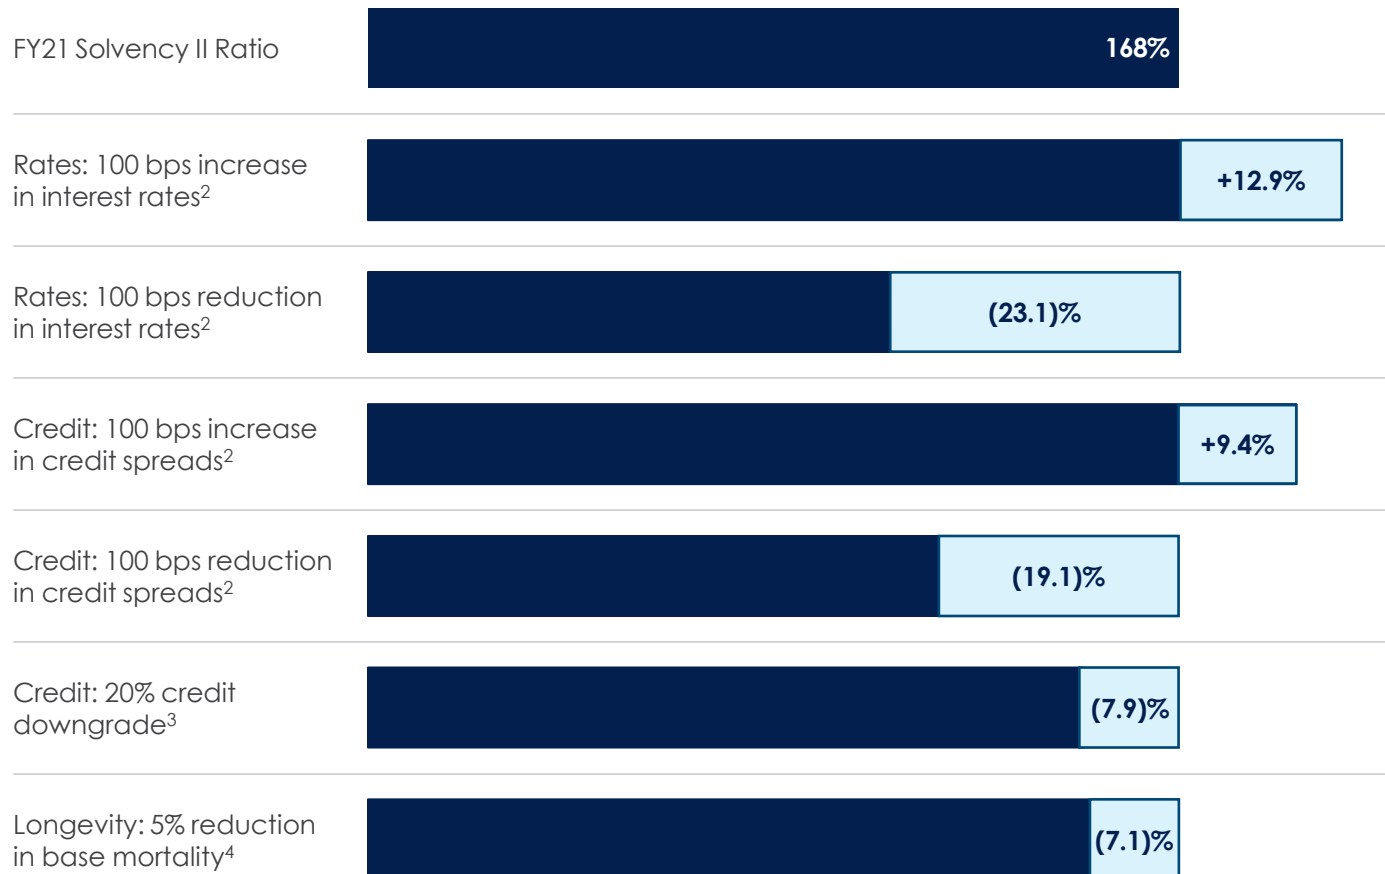 FY21 Solvency II Ratio
168%
Rates: 100 bps increase
in interest rates²
+12.9%
Rates: 100 bps reduction
in interest rates²
(23.1)%
Credit: 100 bps increase
in credit spreads²
+9.4%
Credit: 100 bps reduction
in credit spreads²
(19.1)%
Credit: 20% credit
downgrade³
(7.9)%
Longevity: 5% reduction
in base mortality⁴
(7.1)%